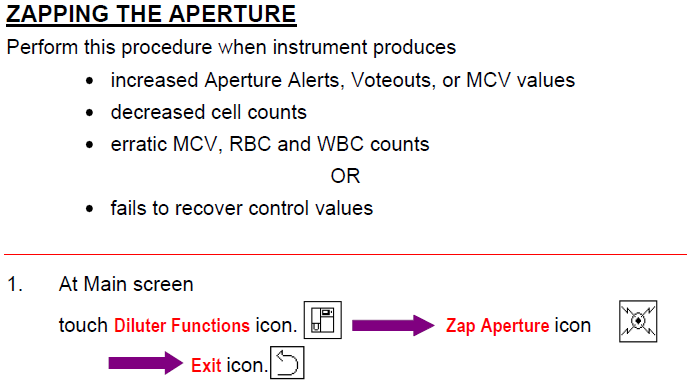 ZAPPING THE APERTURE
Perform this procedure when instrument produces
• increased Aperture Alerts, Voteouts, or MCV values
• decreased cell counts
• erratic MCV, RBC and WBC counts
OR
• fails to recover control values
1. At Main screen
touch Diluter Functions icon. Zap Aperture icon
Exit icon.